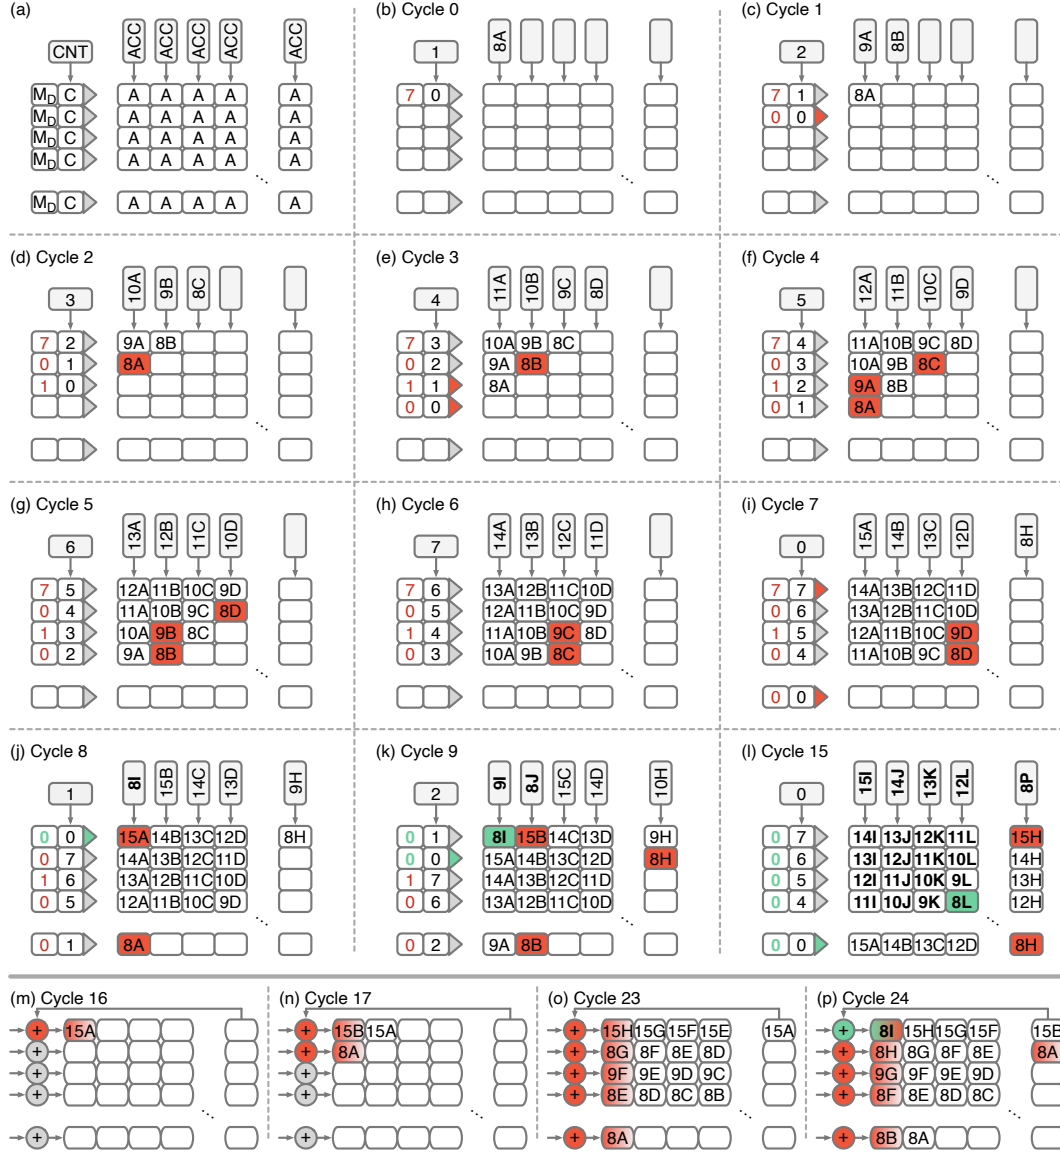 (a)
ACC ACC ACC ACC ACC
CNT
M_D C A A A A A
M_D C A A A A A
M_D C A A A A A
M_D C A A A A A
...
M_D C A A A A A
(b) Cycle 0
8A
1
7 0
...
(c) Cycle 1
9A 8B
2
7 1 8A
0 0
...
(d) Cycle 2
10A 9B 8C
3
7 2 9A 8B
0 1 8A
1 0
...
(e) Cycle 3
11A 10B 9C 8D
4
7 3 10A 9B 8C
0 2 9A 8B
1 1 8A
0 0
...
(f) Cycle 4
12A 11B 10C 9D
5
7 4 11A 10B 9C 8D
0 3 10A 9B 8C
1 2 9A 8B
0 1 8A
...
(g) Cycle 5
13A 12B 11C 10D
6
7 5 12A 11B 10C 9D
0 4 11A 10B 9C 8D
1 3 10A 9B 8C
0 2 9A 8B
...
(h) Cycle 6
14A 13B 12C 11D
7
7 6 13A 12B 11C 10D
0 5 12A 11B 10C 9D
1 4 11A 10B 9C 8D
0 3 10A 9B 8C
...
(i) Cycle 7
15A 14B 13C 12D 8H
0
7 7 14A 13B 12C 11D
0 6 13A 12B 11C 10D
1 5 12A 11B 10C 9D
0 4 11A 10B 9C 8D
...
0 0
(j) Cycle 8
8I 15B 14C 13D 9H
1
0 0 15A 14B 13C 12D 8H
0 7 14A 13B 12C 11D
1 6 13A 12B 11C 10D
0 5 12A 11B 10C 9D
...
0 1 8A
(k) Cycle 9
9I 8J 15C 14D 10H
2
0 1 8I 15B 14C 13D 9H
0 0 15A 14B 13C 12D 8H
1 7 14A 13B 12C 11D
0 6 13A 12B 11C 10D
...
0 2 9A 8B
(l) Cycle 15
15I 14J 13K 12L 8P
0
0 7 14I 13J 12K 11L 15H
0 6 13I 12J 11K 10L 14H
0 5 12I 11J 10K 9L 13H
0 4 11I 10J 9K 8L 12H
...
0 0 15A 14B 13C 12D 8H
(m) Cycle 16
+ 15A
+
+
+
...
+
(n) Cycle 17
+ 15B 15A
+ 8A
+
+
...
+
(o) Cycle 23
+ 15H 15G 15F 15E 15A
+ 8G 8F 8E 8D
+ 9F 9E 9D 9C
+ 8E 8D 8C 8B
...
+ 8A
(p) Cycle 24
+ 8I 15H 15G 15F 15B
+ 8H 8G 8F 8E 8A
+ 9G 9F 9E 9D
+ 8F 8E 8D 8C
...
+ 8B 8A